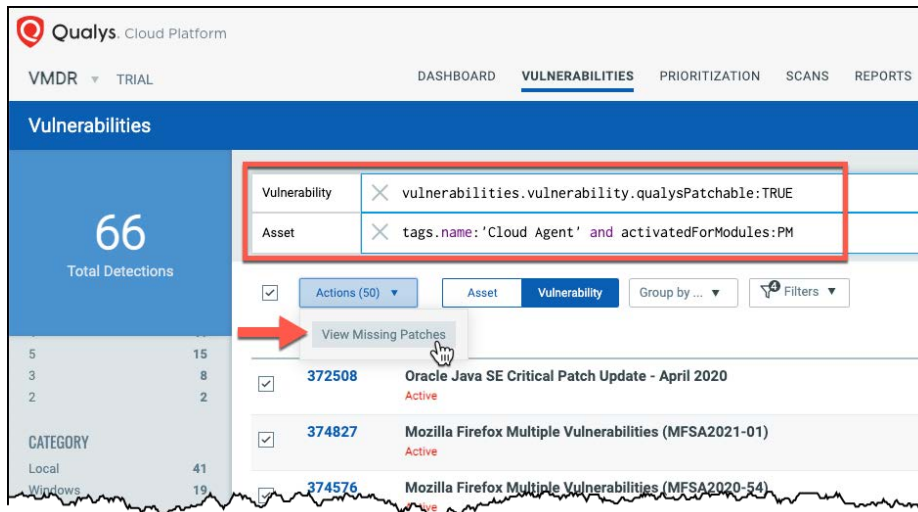 Qualys. Cloud Platform
VMDR TRIAL DASHBOARD VULNERABILITIES PRIORITIZATION SCANS REPORTS
Vulnerabilities
66
Total Detections
Vulnerability vulnerabilities.vulnerability.qualysPatchable:TRUE
Asset tags.name:'Cloud Agent' and activatedForModules:PM
Actions (50) Asset Vulnerability Group by ... 4 Filters
View Missing Patches
5 15
3 8
2 2
CATEGORY
Local 41
Windows 19
372508 Oracle Java SE Critical Patch Update - April 2020
Active
374827 Mozilla Firefox Multiple Vulnerabilities (MFSA2021-01)
Active
374576 Mozilla Firefox Multiple Vulnerabilities (MFSA2020-54)